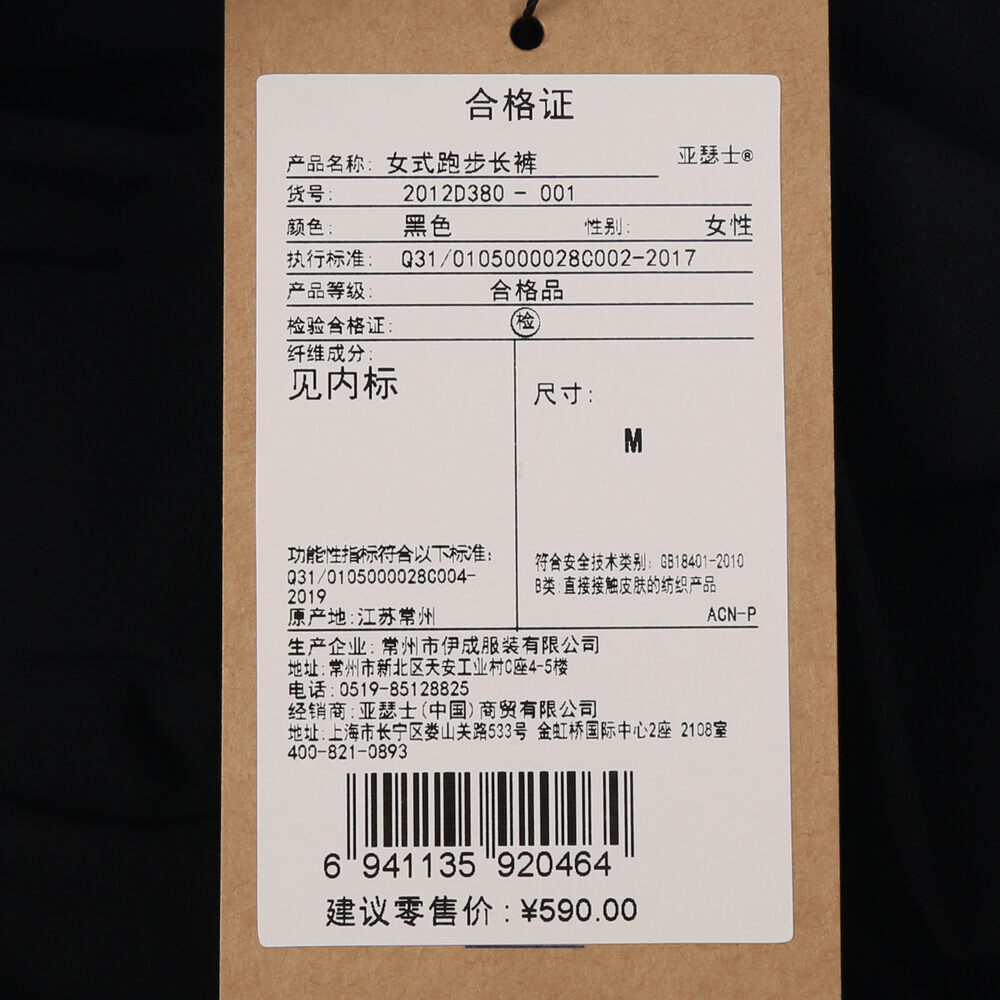 合格证
产品名称: 女式跑步长裤 亚瑟士®
货号: 2012D380 - 001
颜色: 黑色 性别: 女性
执行标准: Q31/0105000028C002-2017
产品等级: 合格品
检验合格证: 检
纤维成分:
见内标
尺寸:
M
功能性指标符合以下标准:
Q31/0105000028C004-
2019
原产地:江苏常州
符合安全技术类别: GB18401-2010
B类:直接接触皮肤的纺织产品
ACN-P
生产企业:常州市伊成服装有限公司
地址:常州市新北区天安工业村C座4-5楼
电话:0519-85128825
经销商:亚瑟士(中国)商贸有限公司
地址:上海市长宁区娄山关路533号 金虹桥国际中心2座 2108室
400-821-0893
6 941135 920464
建议零售价:¥590.00